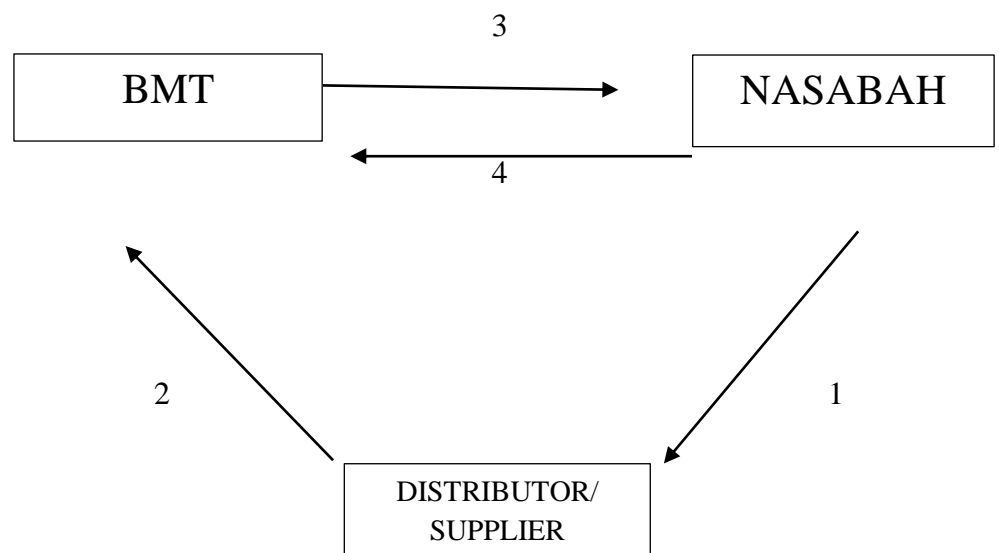 3
BMT
NASABAH
4
2
1
DISTRIBUTOR/
SUPPLIER